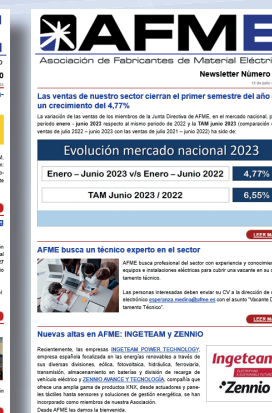 AFME
Asociación de Fabricantes de Material Eléctri
Newsletter Número
Las ventas de nuestro sector cierran el primer semestre del año
un crecimiento del 4,77%
La variación de las ventas de los miembros de la Junta Directiva de AFME, en el mercado nacional, p
periodo enero - junio 2023 respecto al mismo periodo de 2022 y la TAM junio 2023 (comparación
ventas de julio 2022 – junio 2023 con las ventas de julio 2021 – junio 2022) ha sido de:
Evolución mercado nacional 2023
Enero – Junio 2023 v/s Enero – Junio 2022 4,77%
TAM Junio 2023 / 2022 6,55%
LEER M
AFME busca un técnico experto en el sector
AFME busca profesional del sector con experiencia y conocimien
equipos e instalaciones eléctricas para cubrir una vacante en su
tamento técnico.
Las personas interesadas deben enviar su CV a la dirección de
electrónico esperanza.medina@afme.es con el asunto "Vacante D
tamento Técnico".
LEER M
Nuevas altas en AFME: INGETEAM y ZENNIO
Recientemente, las empresas INGETEAM POWER TECHNOLOGY,
empresa española focalizada en las energías renovables a través de
sus diversas divisiones, eólica, fotovoltaica, hidráulica, ferroviaria,
transmisión, almacenamiento, en baterías y división de recarga de
vehículo eléctrico y ZENNIO AVANCE Y TECNOLOGÍA, compañía que
ofrece una amplia gama de productos KNX, desde actuadores y pane-
les táctiles hasta sensores y soluciones de gestión energética, se han
incorporado como miembros de nuestra Asociación.
Desde AFME les damos la bienvenida.
Ingeteam
Zennio